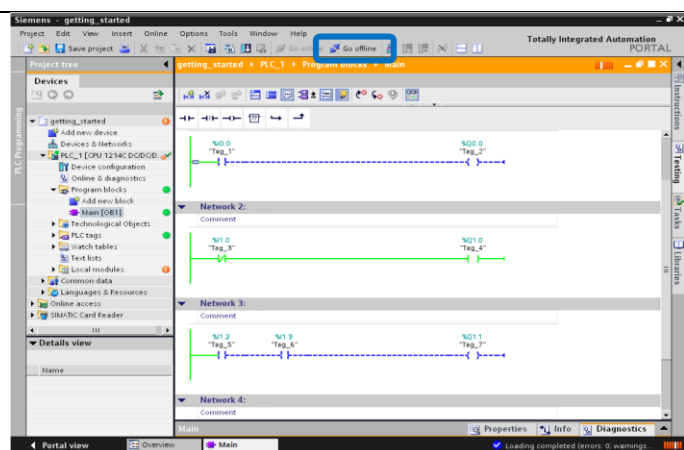 Siemens - getting_started
Project Edit View Insert Online Options Tools Window Help
Totally Integrated Automation
PORTAL
Save project
Go online
Go offline
Project tree
getting_started PLC_1 Program blocks Main
Devices
PLC Programming
getting_started
Add new device
Devices & Networks
PLC_1 [CPU 1214C DC/DC/D
Device configuration
Online & diagnostics
Program blocks
Add new block
Main [OB1]
Technological Objects
PLC tags
Watch tables
Text lists
Local modules
Common data
Languages & Resources
Online access
SIMATIC Card Reader
Details view
Name
%I0.0
"Tag_1"
%Q0.0
"Tag_2"
Network 2:
Comment
%I1.0
"Tag_3"
%Q1.0
"Tag_4"
Network 3:
Comment
%I1.2
"Tag_5"
%I1.3
"Tag_6"
%Q1.1
"Tag_7"
Network 4:
Comment
Instructions
Testing
Tasks
Libraries
Main
Properties Info Diagnostics
Portal view Overview Main
Loading completed (errors: 0; warnings...